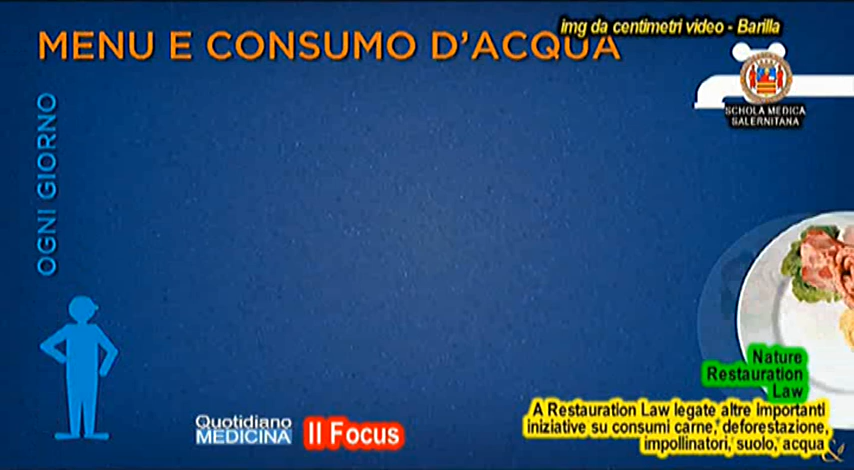 img da centimetri video - Barilla
MENU E CONSUMO D'ACQUA
SCHOLA MEDICA
SALERNITANA
OGNI GIORNO
Nature
Restauration
Law
A Restauration Law legate altre importanti
iniziative su consumi carne, deforestazione,
impollinatori, suolo, acqua
Quotidiano
MEDICINA
Il Focus